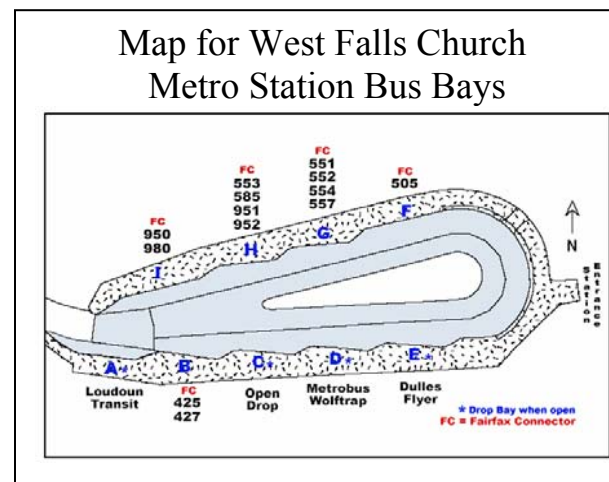 Map for West Falls Church
Metro Station Bus Bays
FC
551
552
554
557
FC
553
585
951
952
FC
505
FC
950
980
F
G
H
I
N
Station
Entrance
A*
B
C*
D*
E*
Loudoun
Transit
FC
425
427
Open
Drop
Metrobus
Wolftrap
Dulles
Flyer
* Drop Bay when open
FC = Fairfax Connector